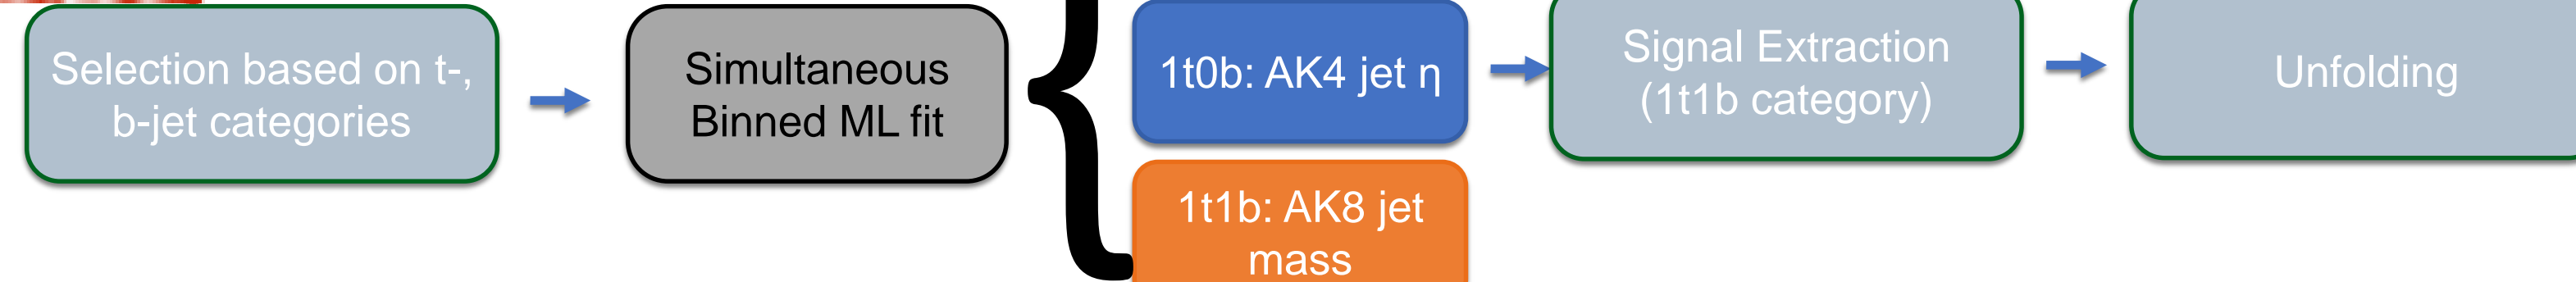 Selection based on t-,
b-jet categories
Simultaneous
Binned ML fit
{
1t0b: AK4 jet η
1t1b: AK8 jet
mass
Signal Extraction
(1t1b category)
Unfolding